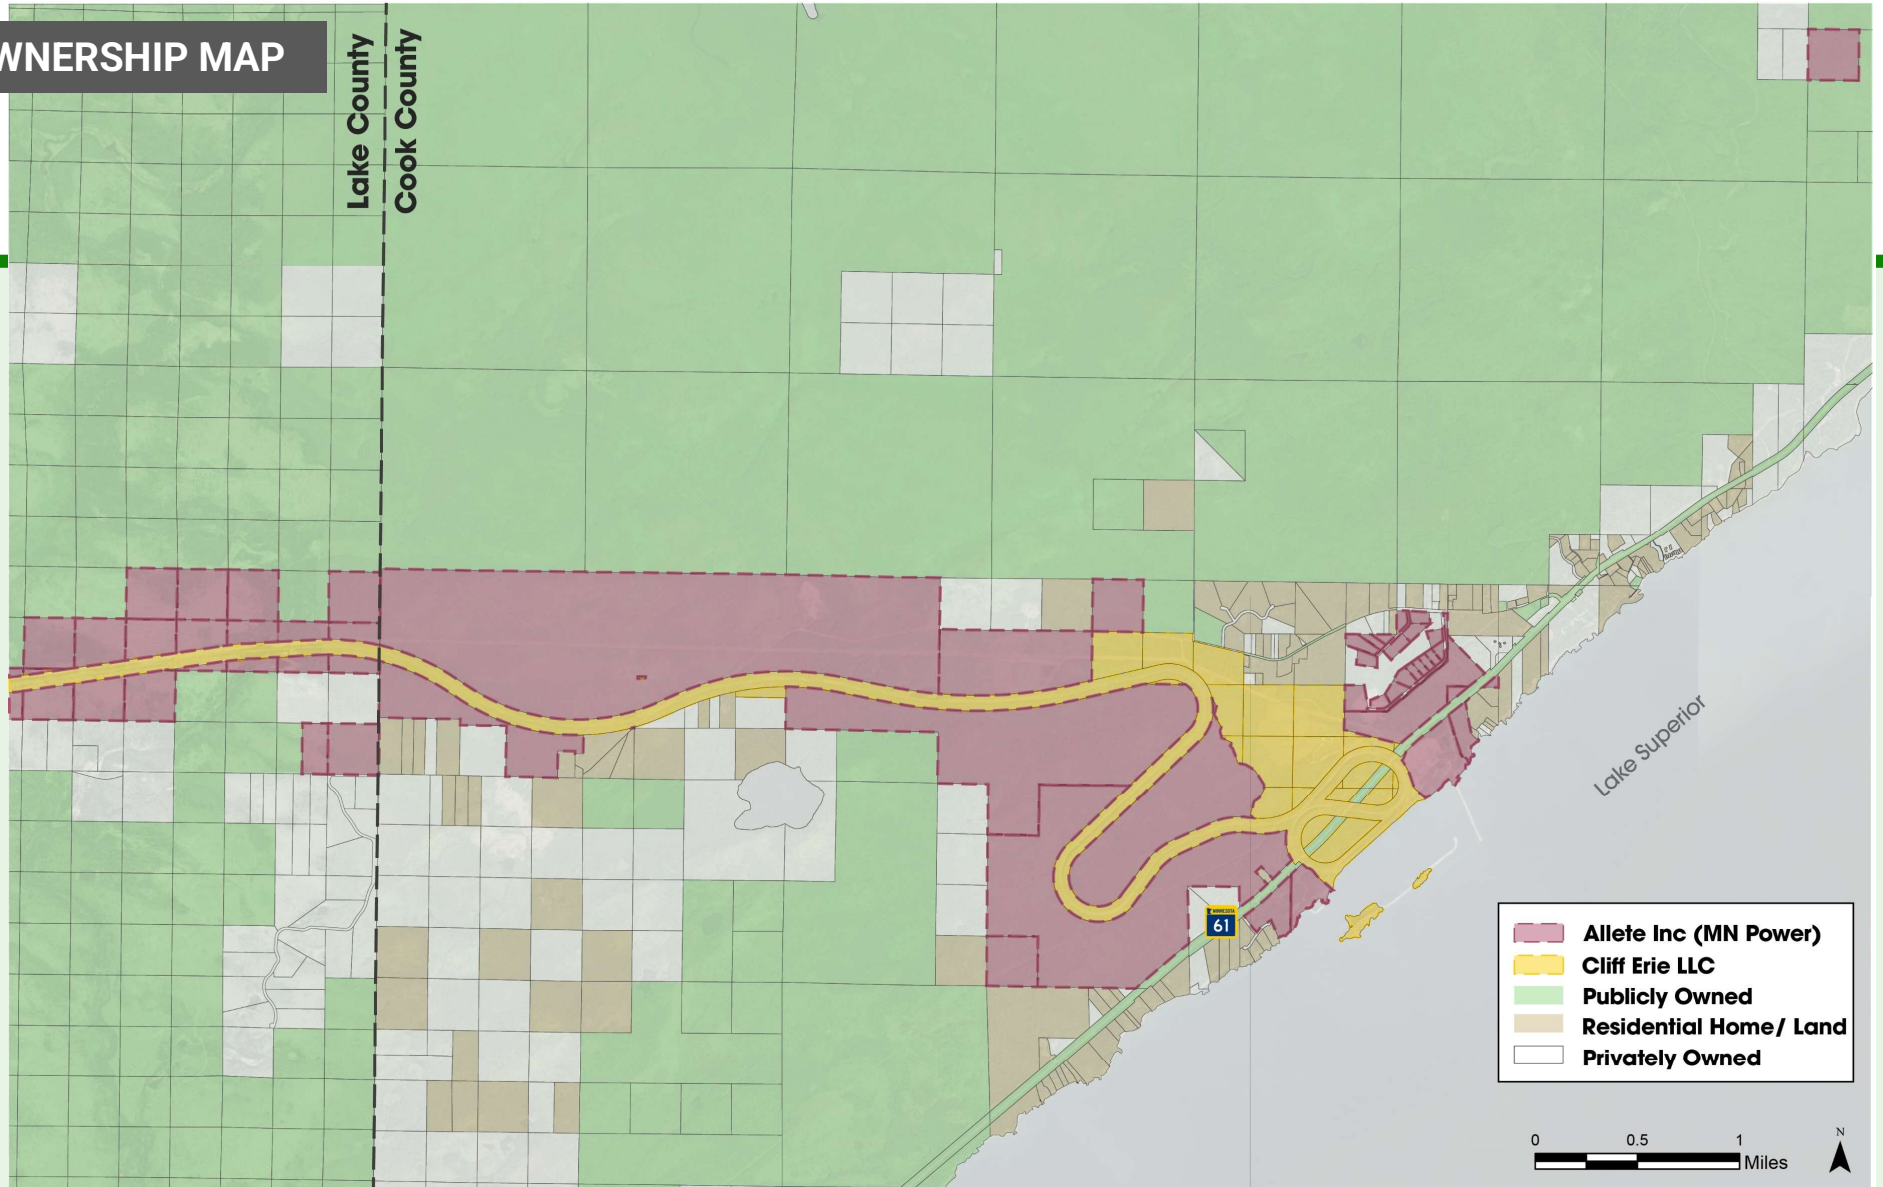 WNERSHIP MAP
Lake County
Cook County
Lake Superior
MINNESOTA
61
Allete Inc (MN Power)
Cliff Erie LLC
Publicly Owned
Residential Home/ Land
Privately Owned
0 0.5 1
Miles
N